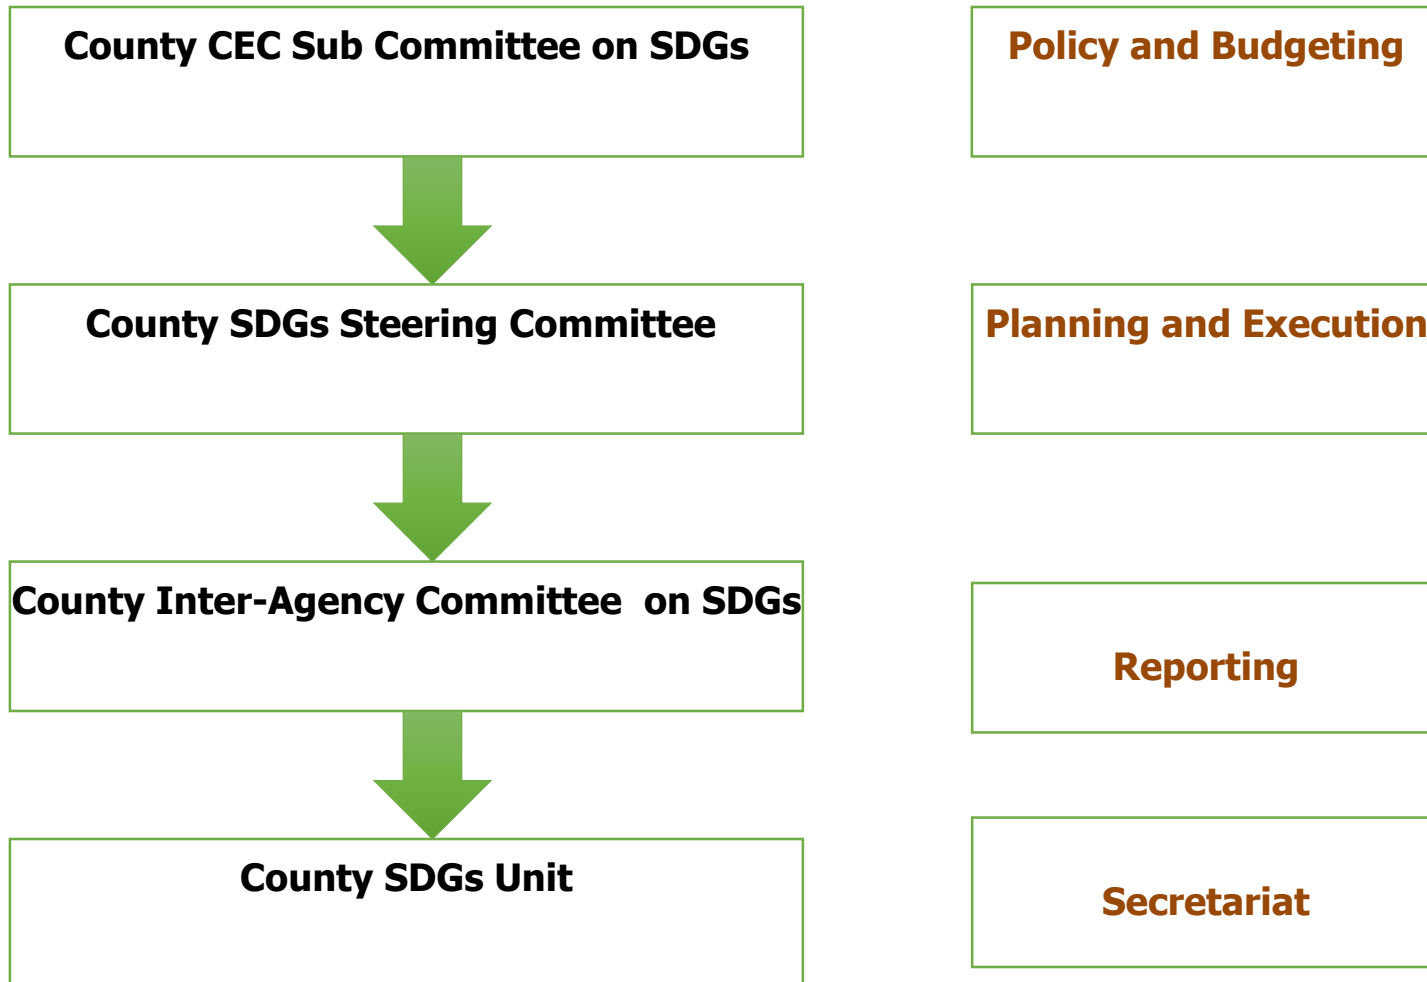 County CEC Sub Committee on SDGs
Policy and Budgeting
County SDGs Steering Committee
Planning and Execution
County Inter-Agency Committee  on SDGs
Reporting
County SDGs Unit
Secretariat